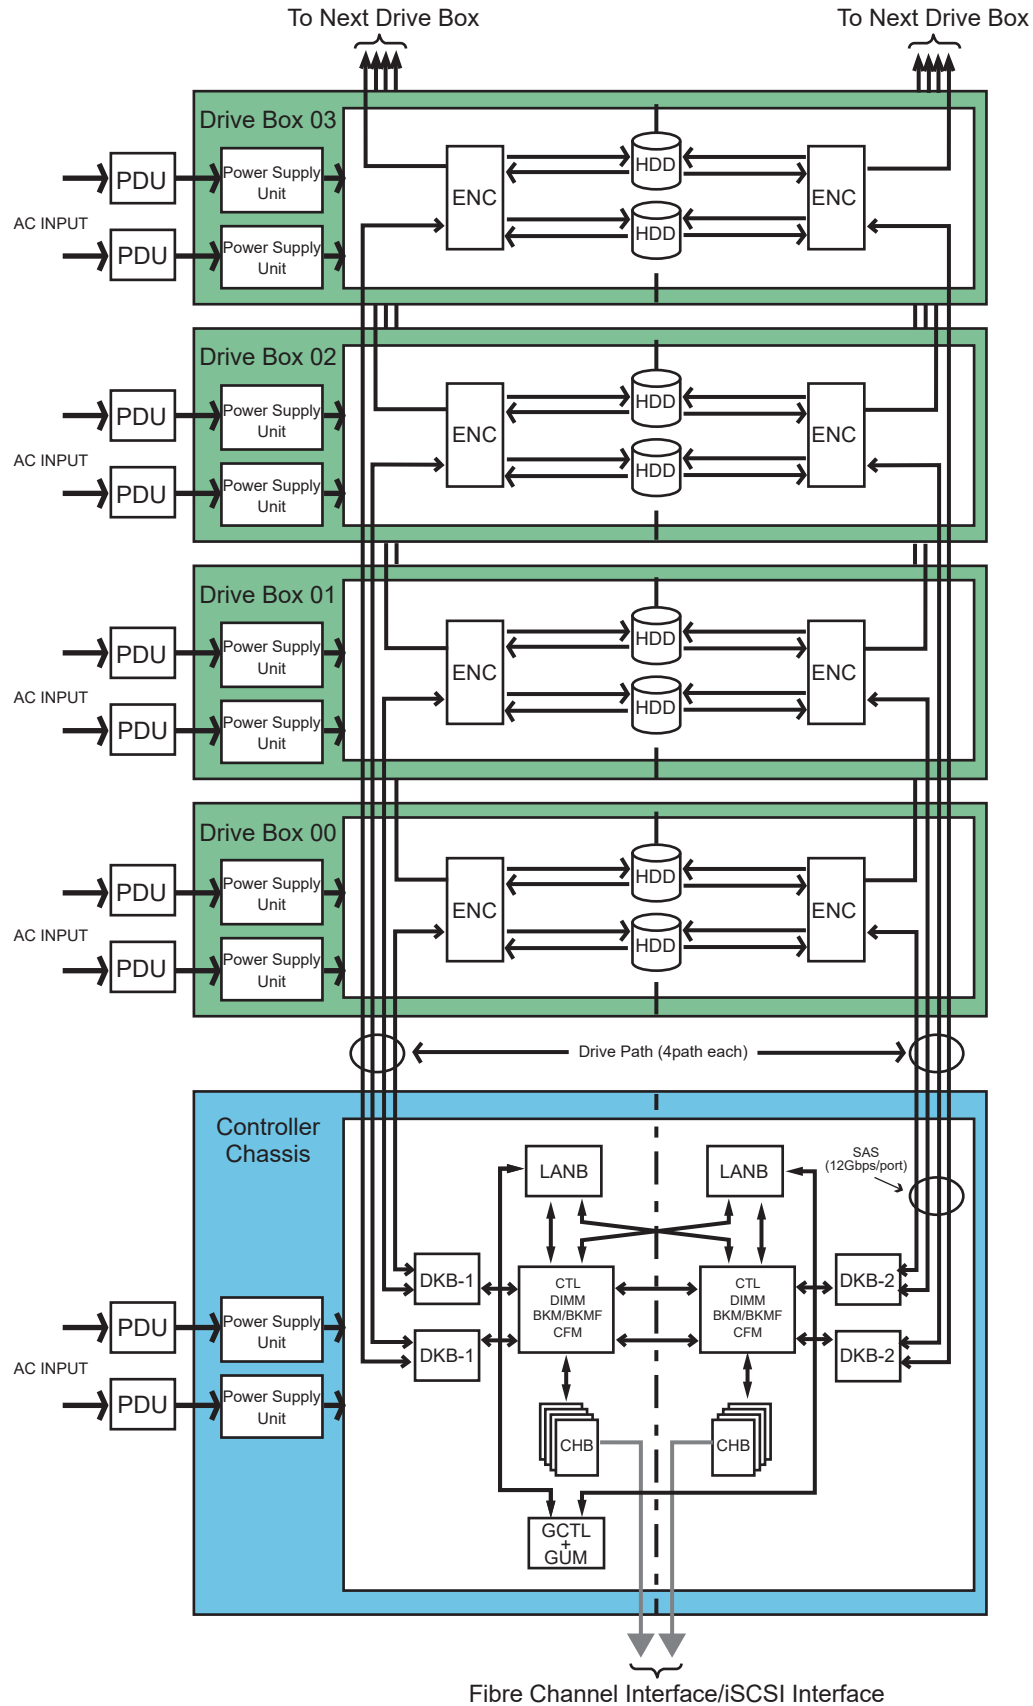 To Next Drive Box
To Next Drive Box
Drive Box 03
AC INPUT
PDU
PDU
Power Supply
Unit
Power Supply
Unit
ENC
HDD
HDD
ENC
Drive Box 02
AC INPUT
PDU
PDU
Power Supply
Unit
Power Supply
Unit
ENC
HDD
HDD
ENC
Drive Box 01
AC INPUT
PDU
PDU
Power Supply
Unit
Power Supply
Unit
ENC
HDD
HDD
ENC
Drive Box 00
AC INPUT
PDU
PDU
Power Supply
Unit
Power Supply
Unit
ENC
HDD
HDD
ENC
Drive Path (4path each)
Controller
Chassis
SAS
(12Gbps/port)
LANB
LANB
DKB-1
DKB-1
CTL
DIMM
BKM/BKMF
CFM
CTL
DIMM
BKM/BKMF
CFM
DKB-2
DKB-2
AC INPUT
PDU
PDU
Power Supply
Unit
Power Supply
Unit
CHB
CHB
GCTL
+
GUM
Fibre Channel Interface/iSCSI Interface